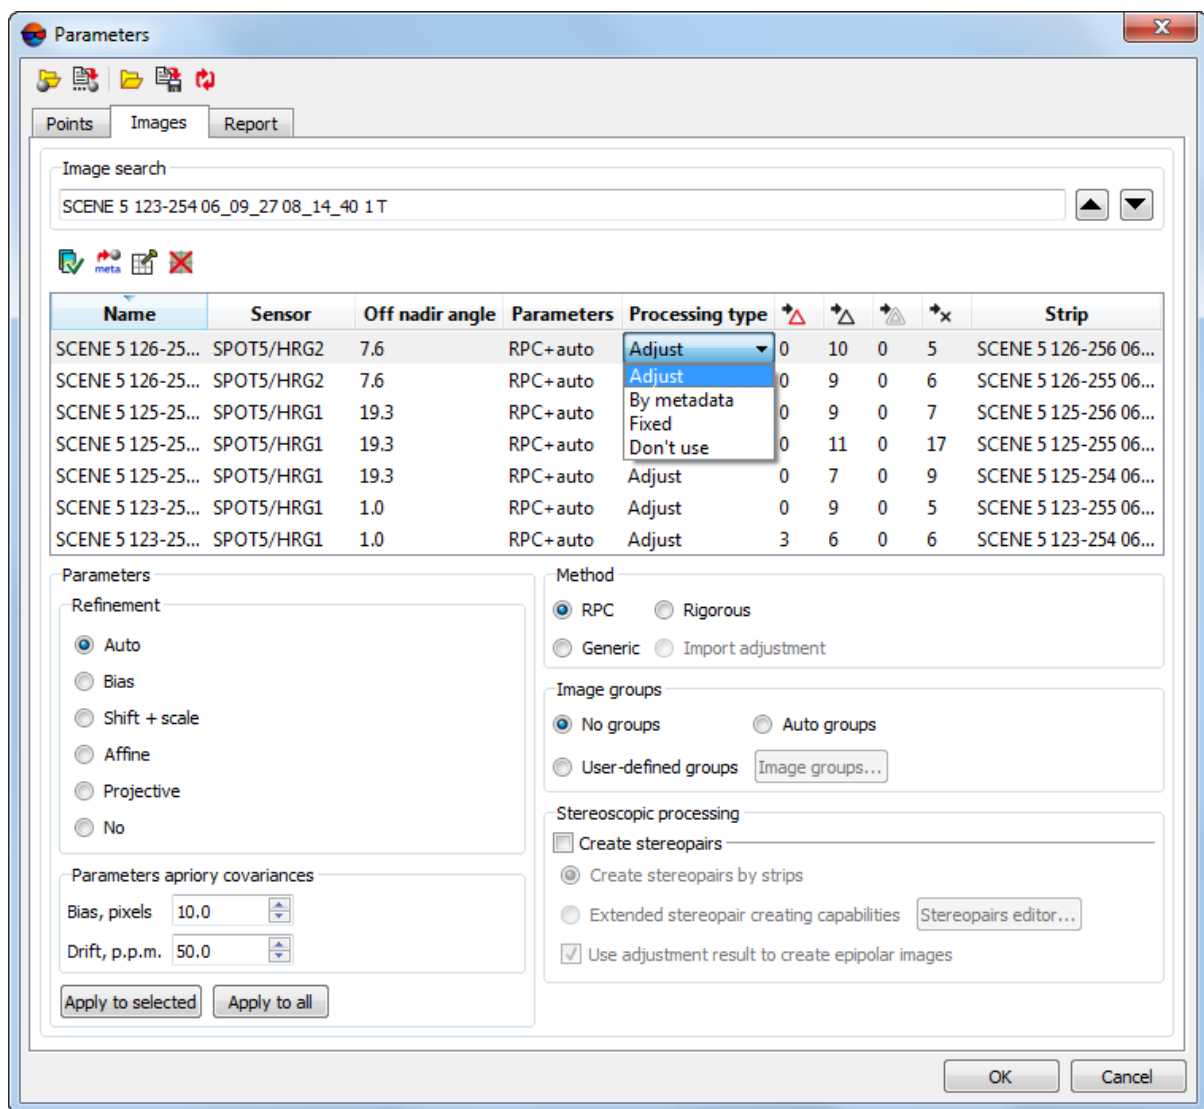 Parameters
x
Points Images Report
Image search
SCENE 5 123-254 06_09_27 08_14_40 1 T
meta
Name Sensor Off nadir angle Parameters Processing type Strip
SCENE 5 126-25... SPOT5/HRG2 7.6 RPC+auto Adjust 0 10 0 5 SCENE 5 126-256 06...
SCENE 5 126-25... SPOT5/HRG2 7.6 RPC+auto Adjust 0 9 0 6 SCENE 5 126-255 06...
SCENE 5 125-25... SPOT5/HRG1 19.3 RPC+auto By metadata 0 9 0 7 SCENE 5 125-256 06...
Fixed
SCENE 5 125-25... SPOT5/HRG1 19.3 RPC+auto Don't use 0 11 0 17 SCENE 5 125-255 06...
SCENE 5 125-25... SPOT5/HRG1 19.3 RPC+auto Adjust 0 7 0 9 SCENE 5 125-254 06...
SCENE 5 123-25... SPOT5/HRG1 1.0 RPC+auto Adjust 0 9 0 5 SCENE 5 123-255 06...
SCENE 5 123-25... SPOT5/HRG1 1.0 RPC+auto Adjust 3 6 0 6 SCENE 5 123-254 06...
Parameters
Refinement
Auto
Bias
Shift + scale
Affine
Projective
No
Parameters apriory covariances
Bias, pixels 10.0
Drift, p.p.m. 50.0
Apply to selected Apply to all
Method
RPC Rigorous
Generic Import adjustment
Image groups
No groups Auto groups
User-defined groups Image groups...
Stereoscopic processing
Create stereopairs
Create stereopairs by strips
Extended stereopair creating capabilities Stereopairs editor...
Use adjustment result to create epipolar images
OK Cancel